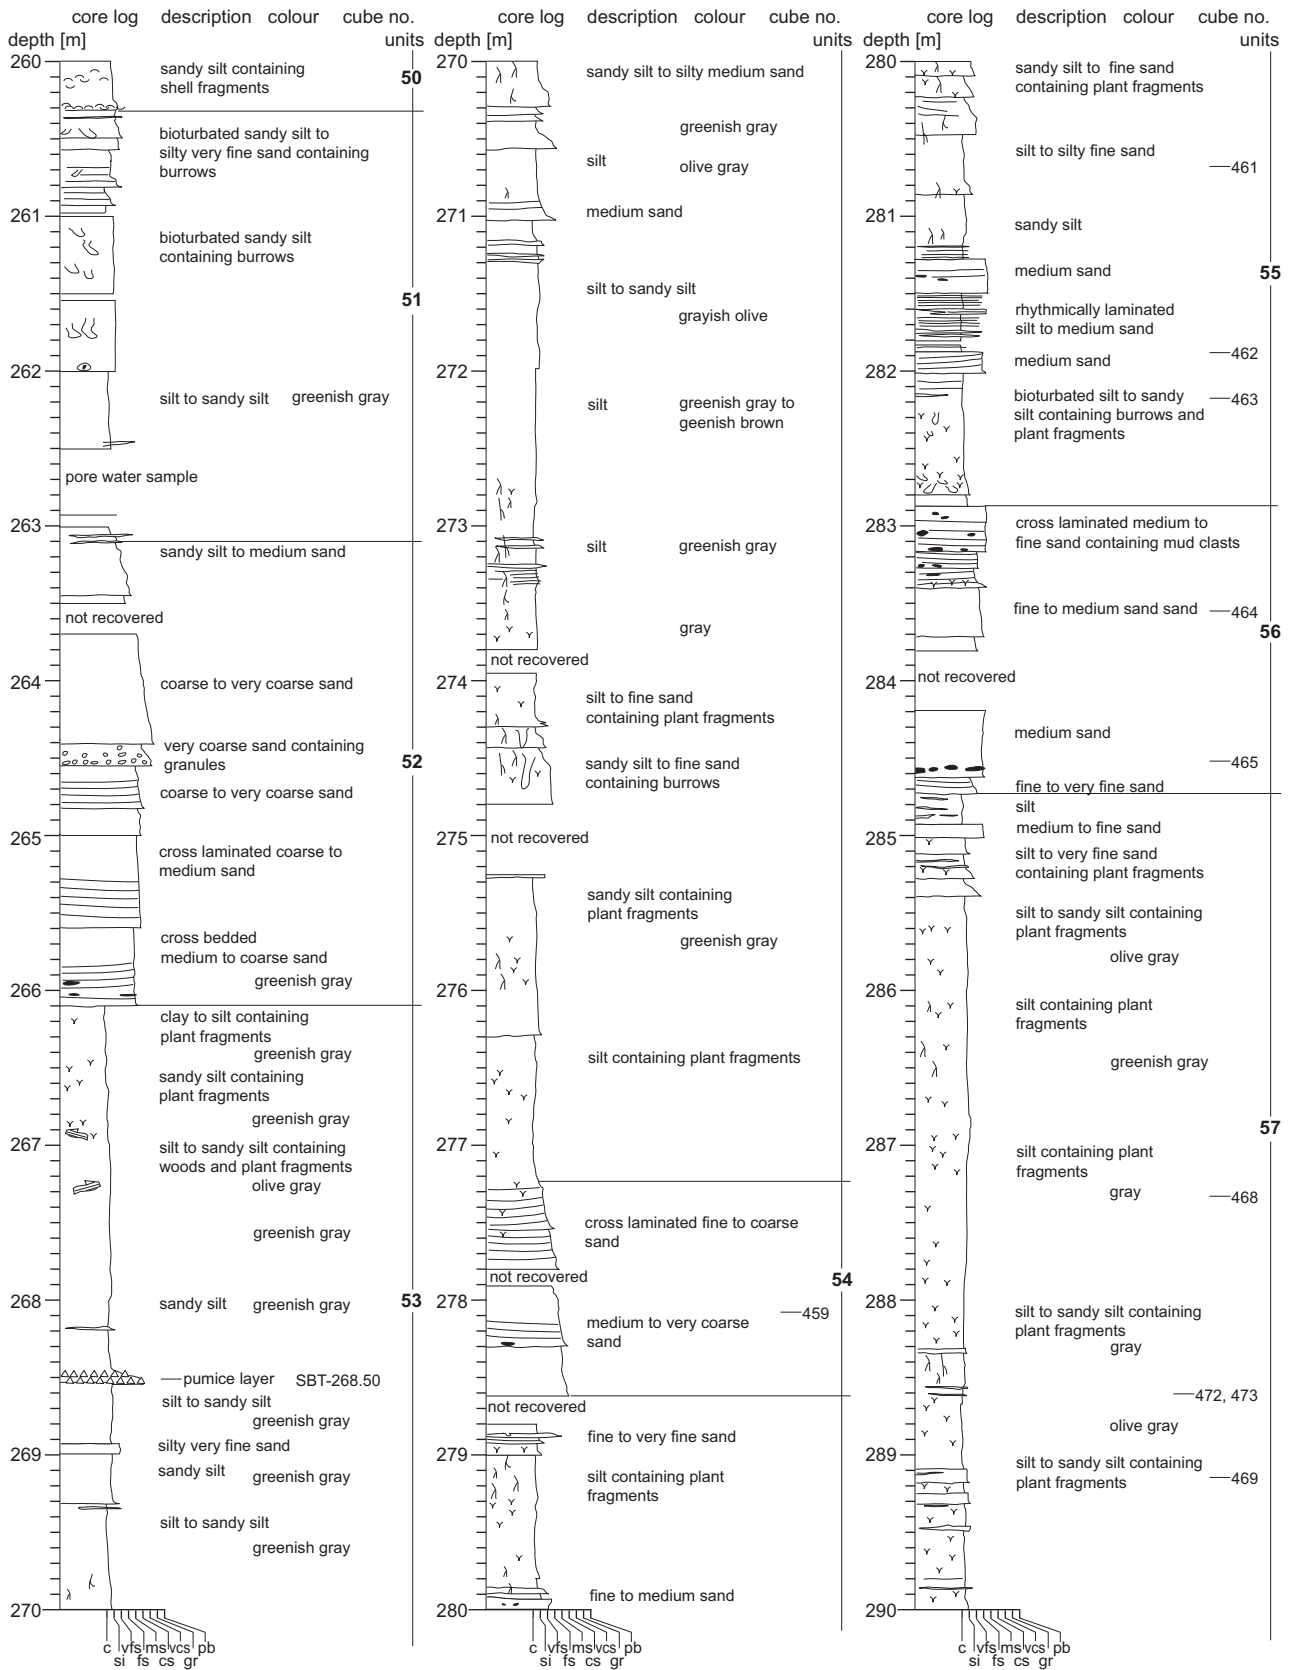 core log description colour cube no.
depth [m] units
260
sandy silt containing
shell fragments
50
bioturbated sandy silt to
silty very fine sand containing
burrows
261
bioturbated sandy silt
containing burrows
51
262
silt to sandy silt greenish gray
pore water sample
263
sandy silt to medium sand
not recovered
264
coarse to very coarse sand
very coarse sand containing
granules
52
coarse to very coarse sand
265
cross laminated coarse to
medium sand
cross bedded
medium to coarse sand
greenish gray
266
clay to silt containing
plant fragments
greenish gray
sandy silt containing
plant fragments
greenish gray
267
silt to sandy silt containing
woods and plant fragments
olive gray
greenish gray
268
sandy silt greenish gray
53
pumice layer SBT-268.50
silt to sandy silt
greenish gray
silty very fine sand
269
sandy silt greenish gray
silt to sandy silt
greenish gray
270
c vfs ms vcs pb
si fs cs gr
core log description colour cube no.
depth [m] units
270
sandy silt to silty medium sand
greenish gray
silt olive gray
271
medium sand
silt to sandy silt
grayish olive
272
silt greenish gray to
geenish brown
273
silt greenish gray
gray
not recovered
274
silt to fine sand
containing plant fragments
sandy silt to fine sand
containing burrows
275
not recovered
sandy silt containing
plant fragments
greenish gray
276
silt containing plant fragments
277
cross laminated fine to coarse
sand
not recovered
54
278
459
medium to very coarse
sand
not recovered
fine to very fine sand
279
silt containing plant
fragments
fine to medium sand
280
c vfs ms vcs pb
si fs cs gr
core log description colour cube no.
depth [m] units
280
sandy silt to fine sand
containing plant fragments
silt to silty fine sand
461
281
sandy silt
medium sand
55
rhythmically laminated
silt to medium sand
462
medium sand
282
bioturbated silt to sandy
silt containing burrows and
plant fragments
463
283
cross laminated medium to
fine sand containing mud clasts
fine to medium sand sand
464
56
284
not recovered
medium sand
465
fine to very fine sand
silt
285
medium to fine sand
silt to very fine sand
containing plant fragments
silt to sandy silt containing
plant fragments
olive gray
286
silt containing plant
fragments
greenish gray
287
57
silt containing plant
fragments
gray
468
288
silt to sandy silt containing
plant fragments
gray
472, 473
olive gray
289
silt to sandy silt containing
plant fragments
469
290
c vfs ms vcs pb
si fs cs gr